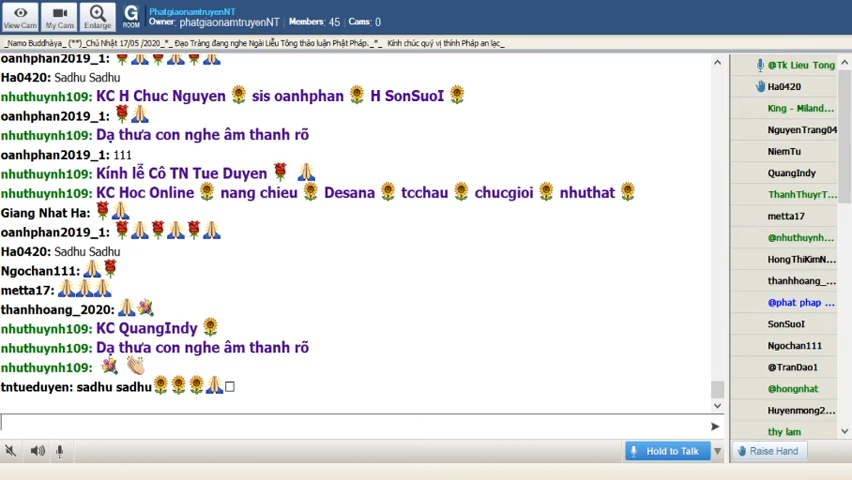 PhatgiaonamtruyenNT
Owner: phatgiaonamtruyenNT Members: 45 Cams: 0
View Cam My Cam Enlarge G ROOM
_Namo Buddhàya_ (**)_Chủ Nhật 17/05 /2020_*_ Đạo Tràng đang nghe Ngài Liễu Tông thảo luận Phật Pháp._*_ Kính chúc quý vị thính Pháp an lạc_
oanhphan2019_1:
Ha0420: Sadhu Sadhu
nhuthuynh109: KC H Chuc Nguyen sis oanhphan H SonSuoI
oanhphan2019_1:
nhuthuynh109: Dạ thưa con nghe âm thanh rõ
oanhphan2019_1: 111
nhuthuynh109: Kính lễ Cô TN Tue Duyen
nhuthuynh109: KC Hoc Online nang chieu Desana tcchau chucgioi nhuthat
Giang Nhat Ha:
oanhphan2019_1:
Ha0420: Sadhu Sadhu
Ngochan111:
metta17:
thanhhoang_2020:
nhuthuynh109: KC QuangIndy
nhuthuynh109: Dạ thưa con nghe âm thanh rõ
nhuthuynh109:
tntueduyen: sadhu sadhu
Hold to Talk
@Tk Lieu Tong
Ha0420
King - Miland...
NguyenTrang04
NiemTu
QuangIndy
ThanhThuyrT...
metta17
@nhuthuynh...
HongThiKimN...
thanhhoang_...
@phat phap ...
SonSuoI
Ngochan111
@TranDao1
@hongnhat
Huyenmong2...
thy lam
Raise Hand